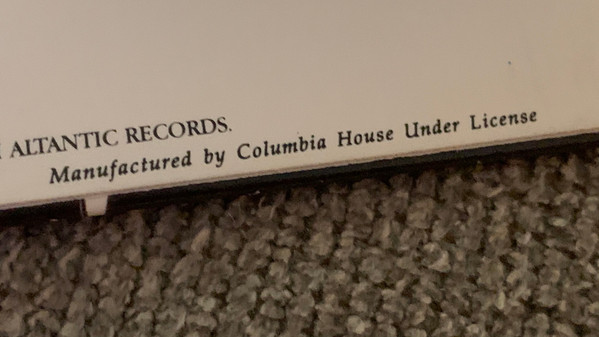 ALTANTIC RECORDS.
Manufactured by Columbia House Under License